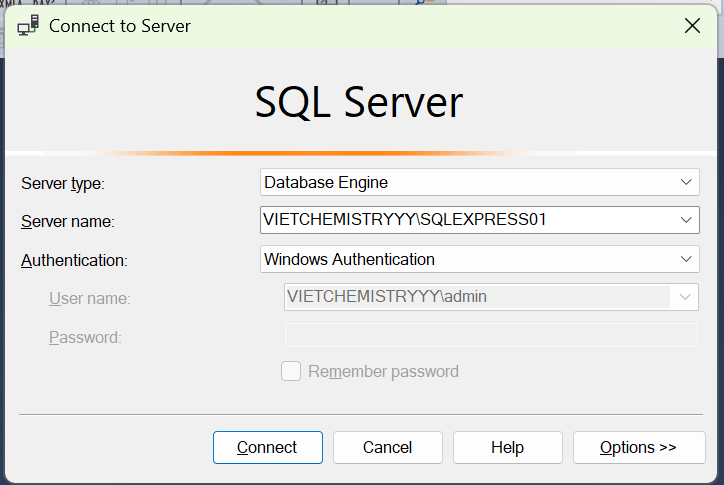 Connect to Server
SQL Server
Server type: Database Engine
Server name: VIETCHEMISTRYYY\SQLEXPRESS01
Authentication: Windows Authentication
User name: VIETCHEMISTRYYY\admin
Password:
Remember password
Connect Cancel Help Options >>